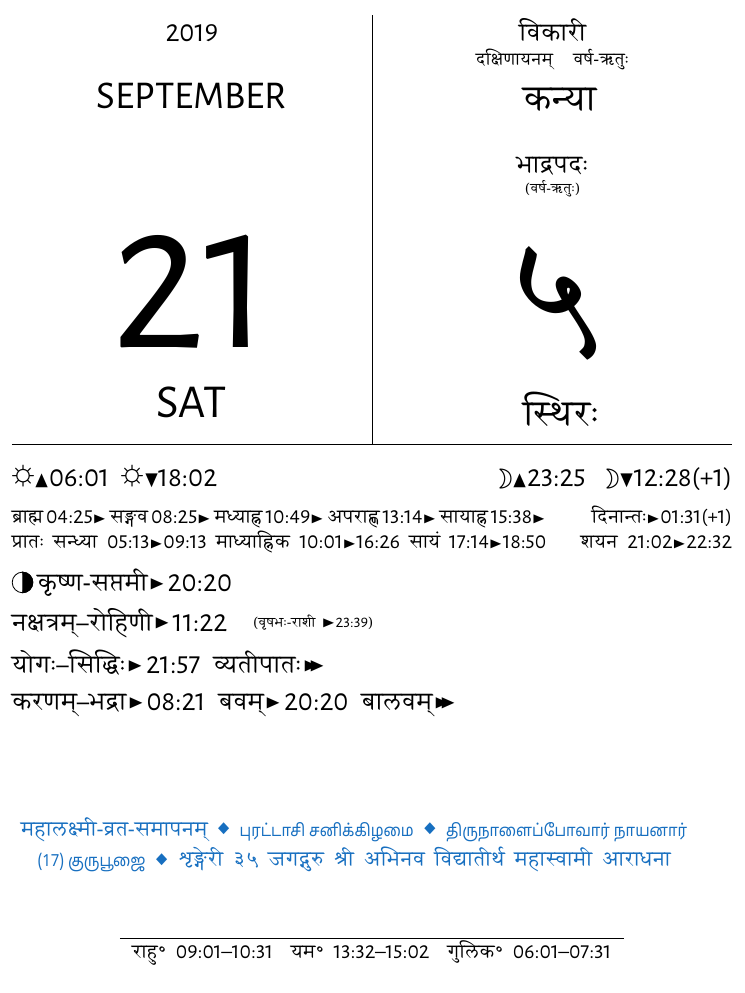 2019
SEPTEMBER
21
SAT
विकारी
दक्षिणायनम् वर्ष-ऋतुः
कन्या
भाद्रपदः
(वर्ष-ऋतुः)
५
स्थिरः
☼▲06:01 ☼▼18:02 ☽▲23:25 ☽▼12:28(+1)
ब्राह्म 04:25► सङ्गव 08:25► मध्याह्न 10:49► अपराह्ण 13:14► सायाह्न 15:38► दिनान्तः►01:31(+1)
प्रातः सन्ध्या 05:13►09:13 माध्याह्निक 10:01►16:26 सायं 17:14►18:50 शयन 21:02►22:32
◑कृष्ण-सप्तमी► 20:20
नक्षत्रम्–रोहिणी► 11:22 (वृषभः-राशी ►23:39)
योगः–सिद्धिः► 21:57 व्यतीपातः►►
करणम्–भद्रा► 08:21 बवम्► 20:20 बालवम्►►
महालक्ष्मी-व्रत-समापनम् ◆ புரட்டாசி சனிக்கிழமை ◆ திருநாளைப்போவார் நாயனார்
(17) குருபூஜை ◆ शृङ्गेरी ३५ जगद्गुरु श्री अभिनव विद्यातीर्थ महास्वामी आराधना
राहु° 09:01–10:31 यम° 13:32–15:02 गुलिक° 06:01–07:31